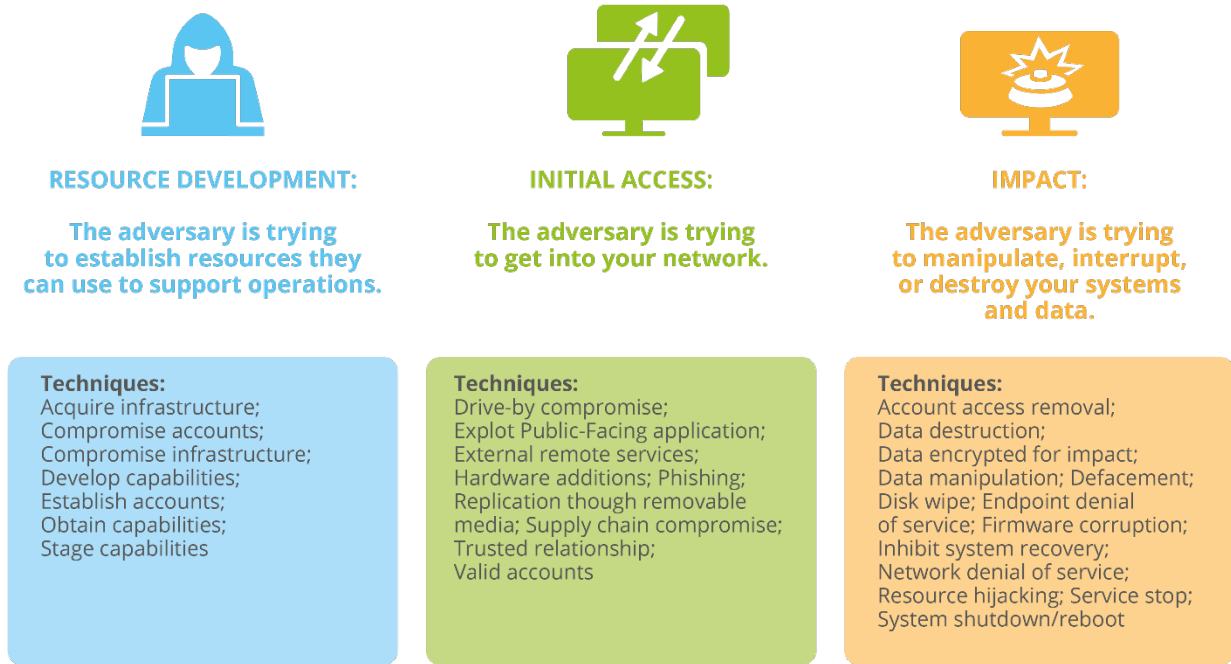 RESOURCE DEVELOPMENT:
The adversary is trying
to establish resources they
can use to support operations.
Techniques:
Acquire infrastructure;
Compromise accounts;
Compromise infrastructure;
Develop capabilities;
Establish accounts;
Obtain capabilities;
Stage capabilities
INITIAL ACCESS:
The adversary is trying
to get into your network.
Techniques:
Drive-by compromise;
Explot Public-Facing application;
External remote services;
Hardware additions; Phishing;
Replication though removable
media; Supply chain compromise;
Trusted relationship;
Valid accounts
IMPACT:
The adversary is trying
to manipulate, interrupt,
or destroy your systems
and data.
Techniques:
Account access removal;
Data destruction;
Data encrypted for impact;
Data manipulation; Defacement;
Disk wipe; Endpoint denial
of service; Firmware corruption;
Inhibit system recovery;
Network denial of service;
Resource hijacking; Service stop;
System shutdown/reboot